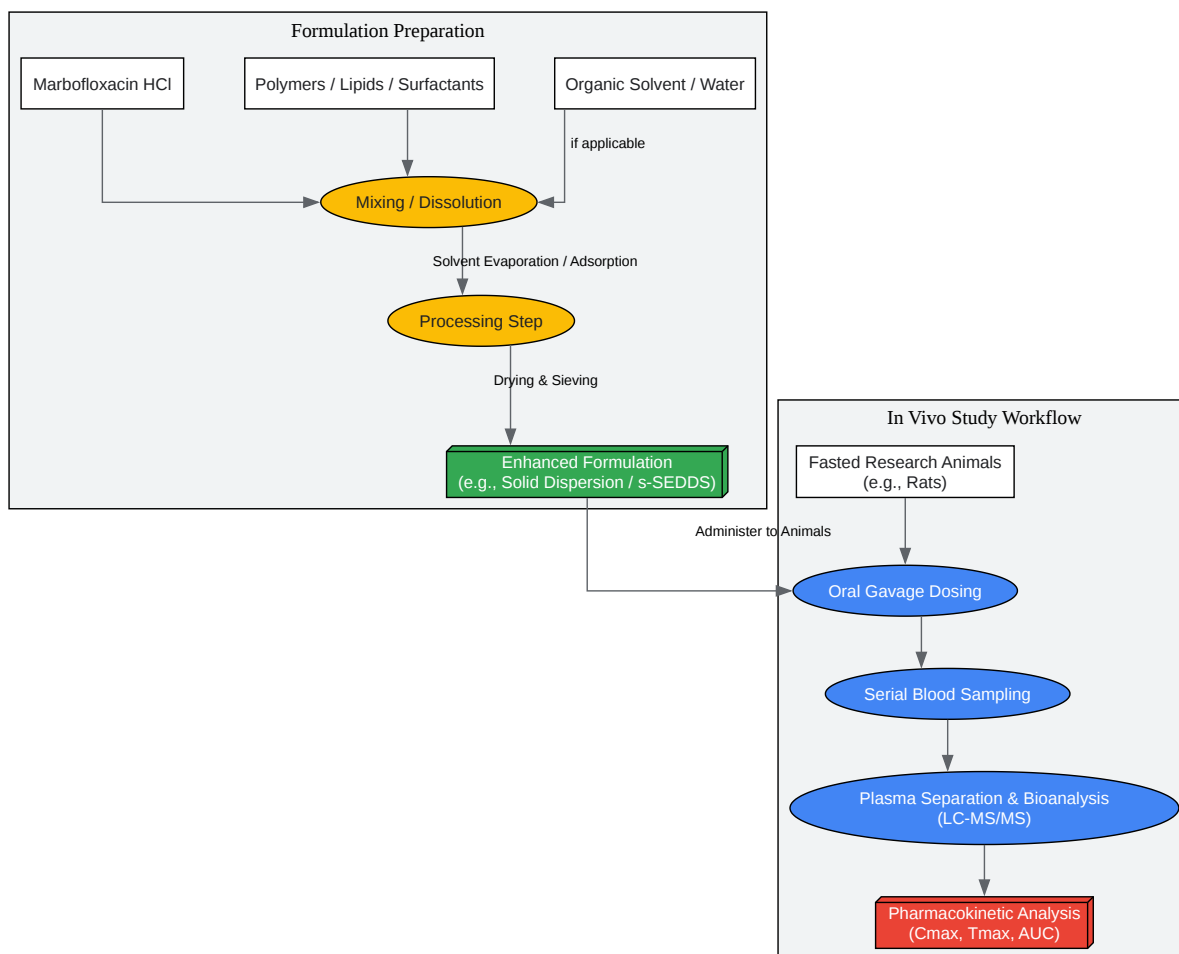 Formulation Preparation
Marbofloxacin HCl
Polymers / Lipids / Surfactants
Organic Solvent / Water
if applicable
Mixing / Dissolution
Solvent Evaporation / Adsorption
Processing Step
Drying & Sieving
Enhanced Formulation
(e.g., Solid Dispersion / s-SEDDS)
In Vivo Study Workflow
Fasted Research Animals
(e.g., Rats)
Administer to Animals
Oral Gavage Dosing
Serial Blood Sampling
Plasma Separation & Bioanalysis
(LC-MS/MS)
Pharmacokinetic Analysis
(Cmax, Tmax, AUC)